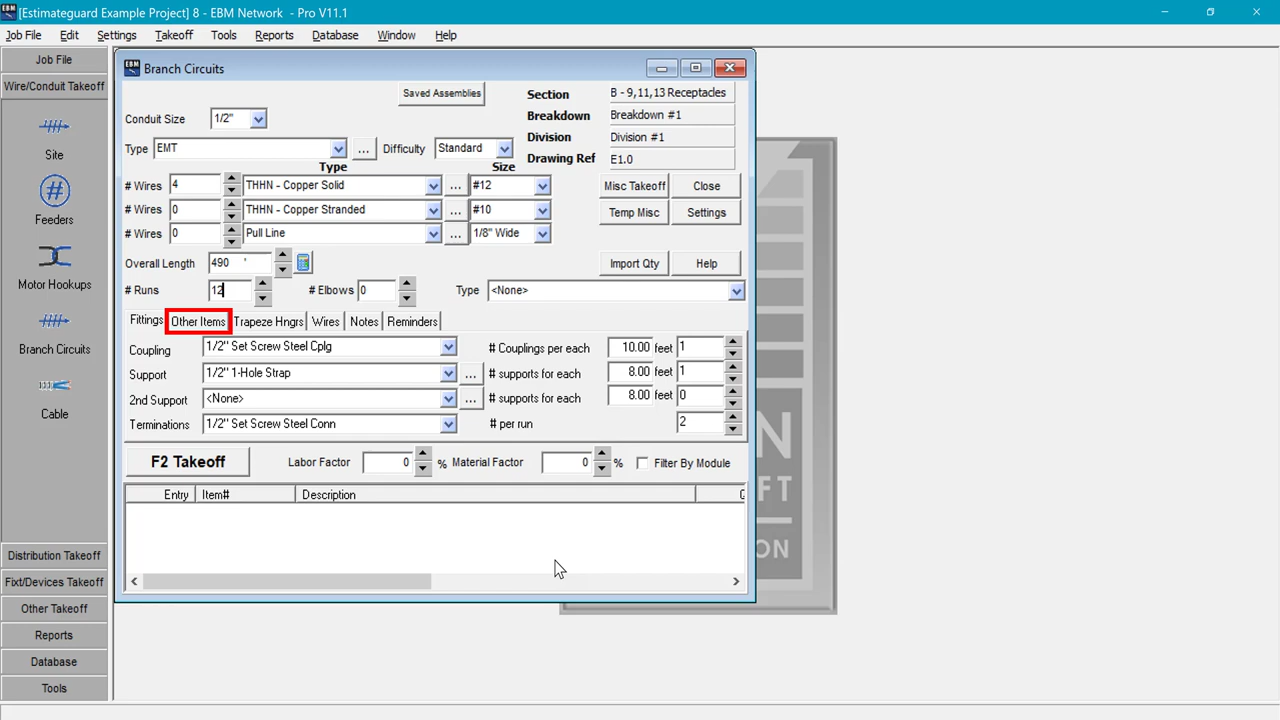 [Estimateguard Example Project] 8 - EBM Network - Pro V11.1
Job File Edit Settings Takeoff Tools Reports Database Window Help
Job File
Wire/Conduit Takeoff
Site
Feeders
Motor Hookups
Branch Circuits
Cable
Distribution Takeoff
Fixt/Devices Takeoff
Other Takeoff
Reports
Database
Tools
Branch Circuits
Saved Assemblies
Section B - 9,11,13 Receptacles
Breakdown Breakdown #1
Division Division #1
Drawing Ref E1.0
Conduit Size 1/2"
Type EMT ... Difficulty Standard
Type Size
# Wires 4 THHN - Copper Solid ... #12
# Wires 0 THHN - Copper Stranded ... #10
# Wires 0 Pull Line ... 1/8" Wide
Misc Takeoff Close
Temp Misc Settings
Import Qty Help
Overall Length 490 '
# Runs 12 # Elbows 0 Type <None>
Fittings Other Items Trapeze Hngrs Wires Notes Reminders
Coupling 1/2" Set Screw Steel Cplg # Couplings per each 10.00 feet 1
Support 1/2" 1-Hole Strap ... # supports for each 8.00 feet 1
2nd Support <None> ... # supports for each 8.00 feet 0
Terminations 1/2" Set Screw Steel Conn # per run 2
F2 Takeoff Labor Factor 0 % Material Factor 0 % Filter By Module
Entry Item# Description Q
N
FT
ON